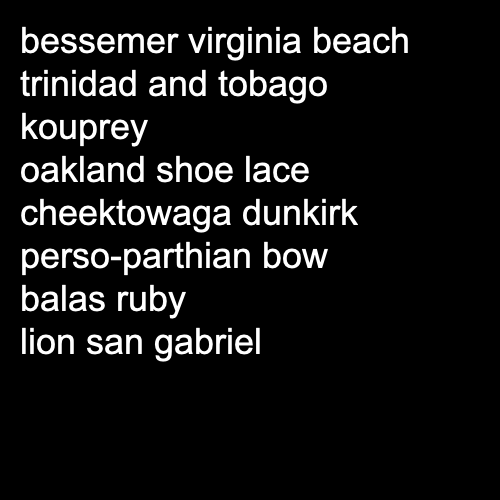 bessemer virginia beach
trinidad and tobago
kouprey
oakland shoe lace
cheektowaga dunkirk
perso-parthian bow
balas ruby
lion san gabriel